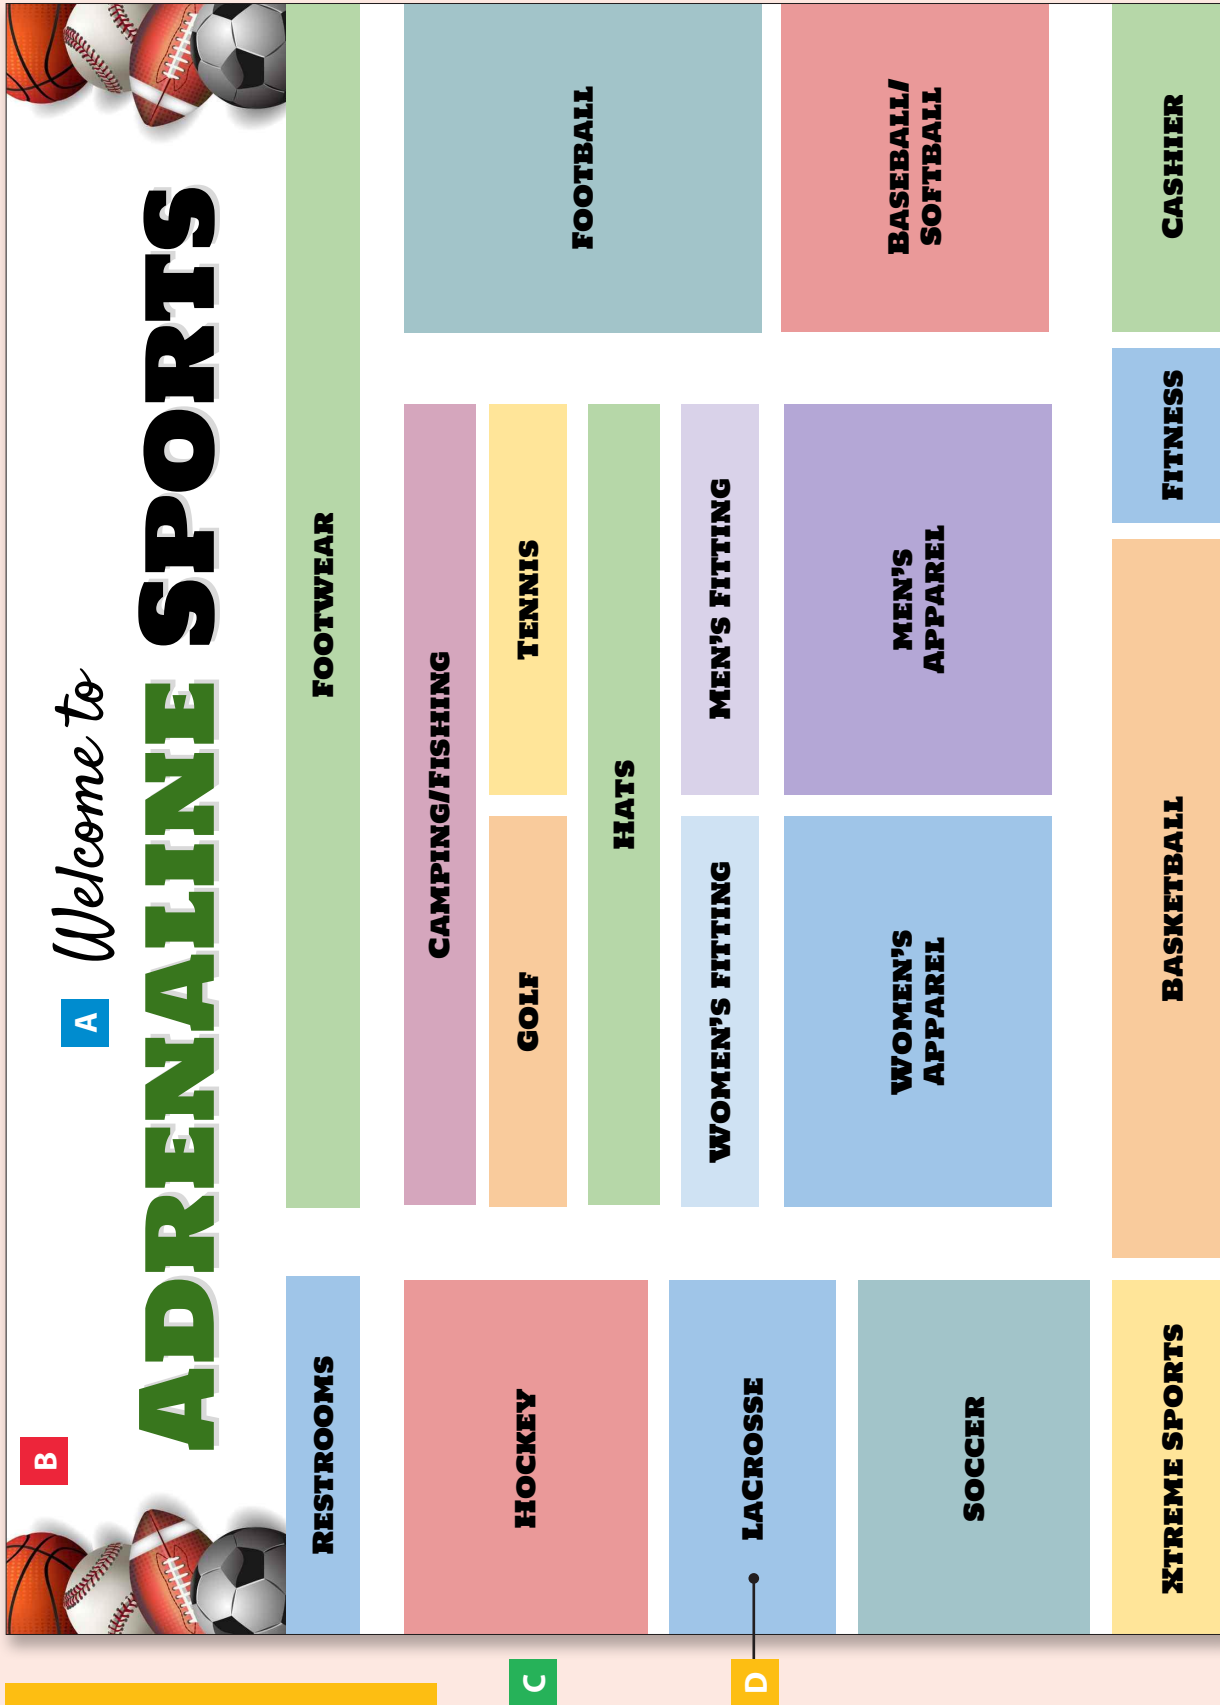 B
A Welcome to
ADRENALINE SPORTS
RESTROOMS
FOOTWEAR
CAMPING/FISHING
C
HOCKEY
GOLF
TENNIS
FOOTBALL
HATS
WOMEN'S FITTING
MEN'S FITTING
D
LACROSSE
WOMEN'S
APPAREL
MEN'S
APPAREL
BASEBALL/
SOFTBALL
SOCCER
XTREME SPORTS
BASKETBALL
FITNESS
CASHIER